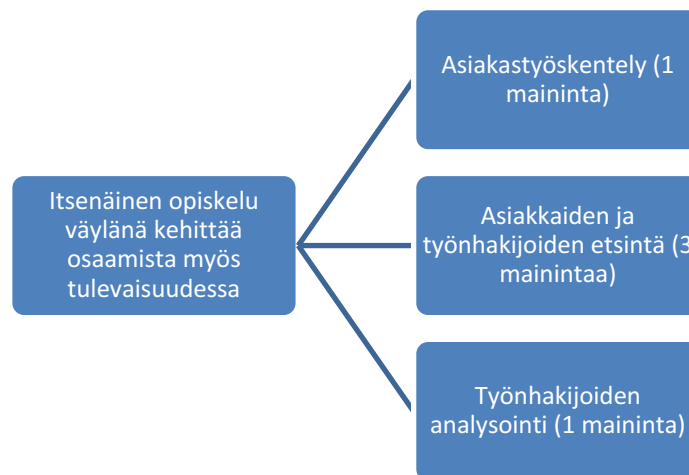 Asiakastyöskentely (1
maininta)
Itsenäinen opiskelu
väylänä kehittää
osaamista myös
tulevaisuudessa
Asiakkaiden ja
työnhakijoiden etsintä (3
mainintaa)
Työnhakijoiden
analysointi (1 maininta)